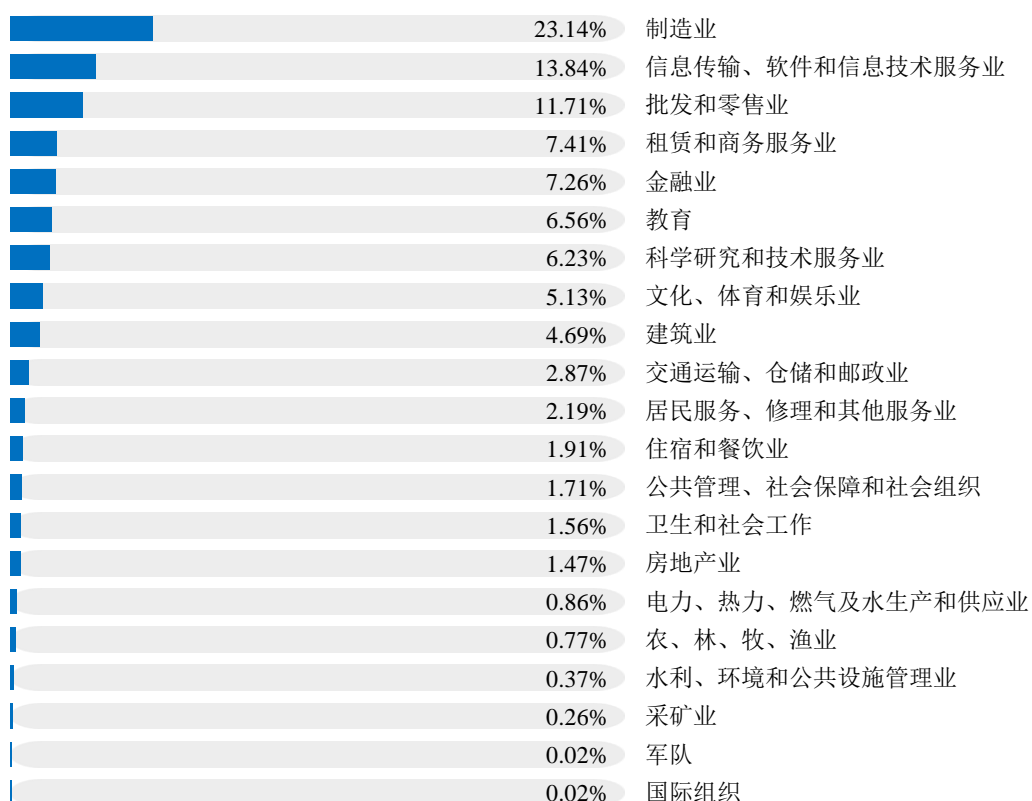 23.14% 制造业
13.84% 信息传输、软件和信息技术服务业
11.71% 批发和零售业
7.41% 租赁和商务服务业
7.26% 金融业
6.56% 教育
6.23% 科学研究和技术服务业
5.13% 文化、体育和娱乐业
4.69% 建筑业
2.87% 交通运输、仓储和邮政业
2.19% 居民服务、修理和其他服务业
1.91% 住宿和餐饮业
1.71% 公共管理、社会保障和社会组织
1.56% 卫生和社会工作
1.47% 房地产业
0.86% 电力、热力、燃气及水生产和供应业
0.77% 农、林、牧、渔业
0.37% 水利、环境和公共设施管理业
0.26% 采矿业
0.02% 军队
0.02% 国际组织